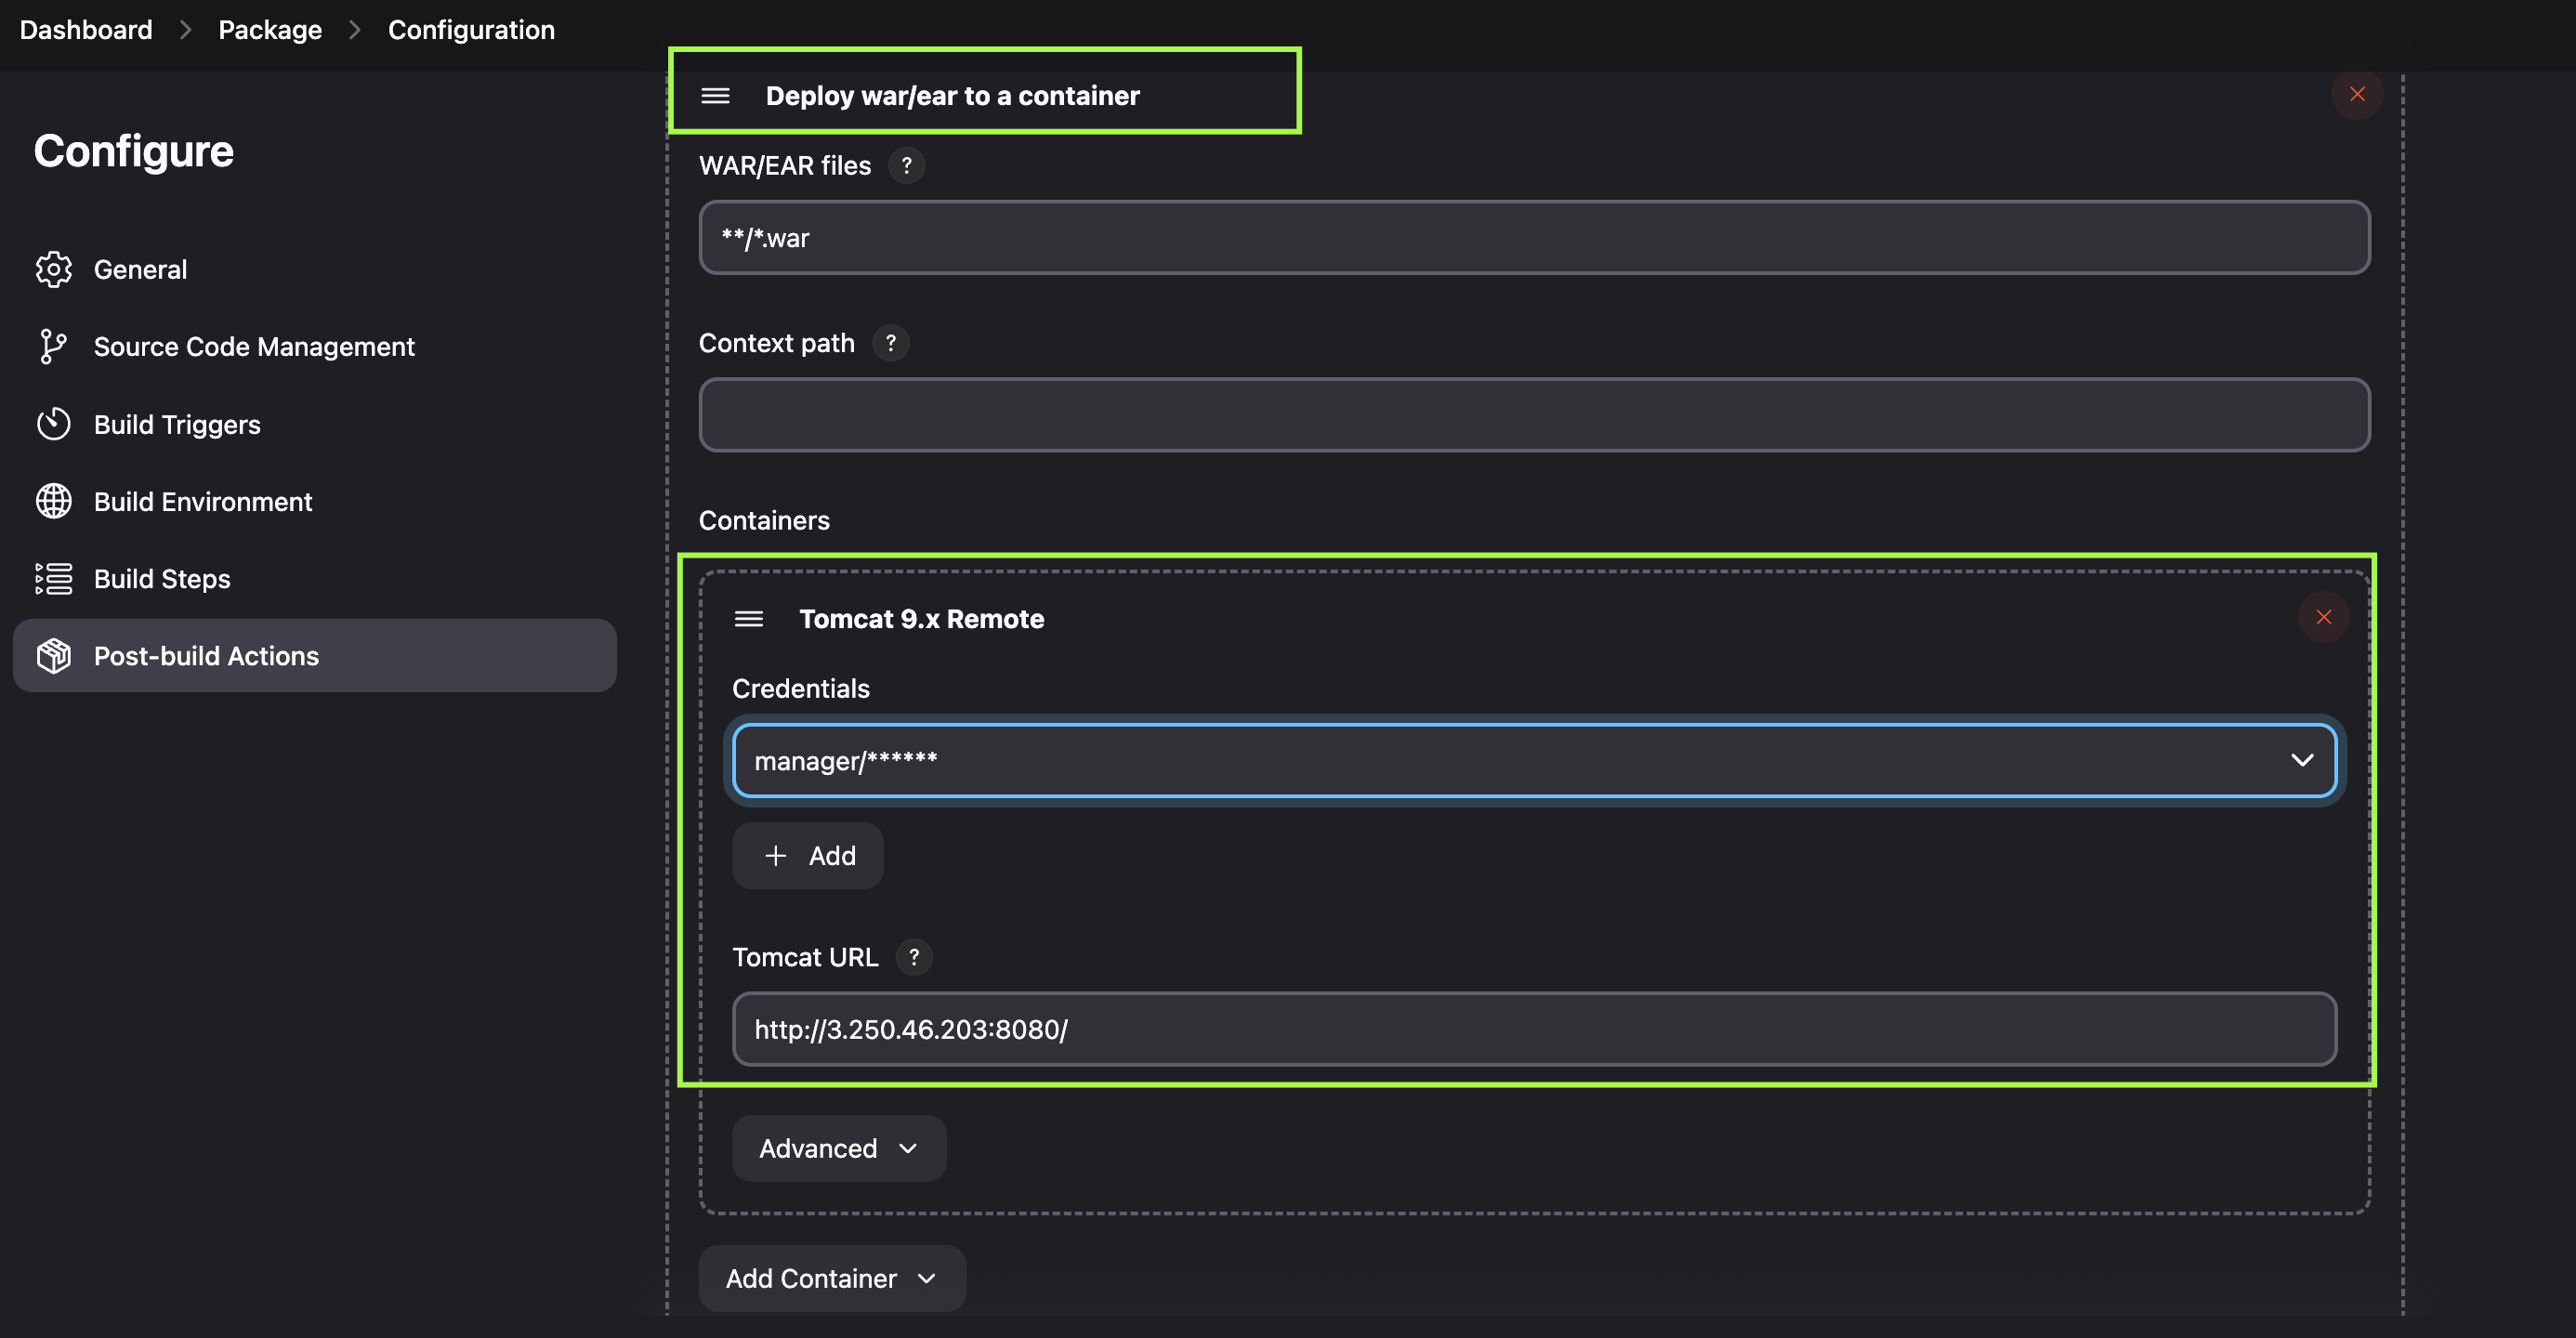 Dashboard > Package > Configuration
Configure
General
Source Code Management
Build Triggers
Build Environment
Build Steps
Post-build Actions
Deploy war/ear to a container
WAR/EAR files ?
**/*.war
Context path ?
Containers
Tomcat 9.x Remote
Credentials
manager/******
+ Add
Tomcat URL ?
http://3.250.46.203:8080/
Advanced
Add Container